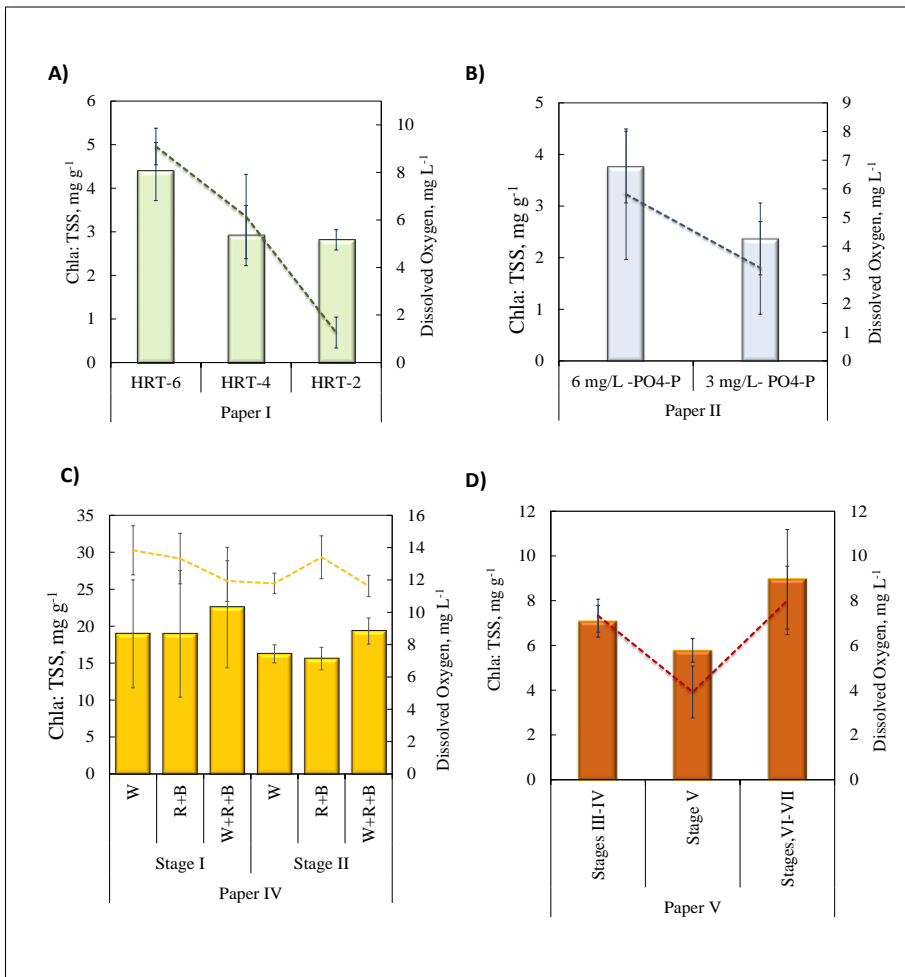 A)
Chla: TSS, mg g-1
6
5
4
3
2
1
0
10
8
6
4
2
0
Dissolved Oxygen, mg L-1
HRT-6 HRT-4 HRT-2
Paper I
B)
Chla: TSS, mg g-1
5
4
3
2
1
0
9
8
7
6
5
4
3
2
1
0
Dissolved Oxygen, mg L-1
6 mg/L -PO4-P 3 mg/L- PO4-P
Paper II
C)
Chla: TSS, mg g-1
35
30
25
20
15
10
5
0
16
14
12
10
8
6
4
2
0
Dissolved Oxygen, mg L-1
W R+B W+R+B W R+B W+R+B
Stage I Stage II
Paper IV
D)
Chla: TSS, mg g-1
12
10
8
6
4
2
0
12
10
8
6
4
2
0
Dissolved Oxygen, mg L-1
Stages III-IV Stage V Stages,VI-VII
Paper V